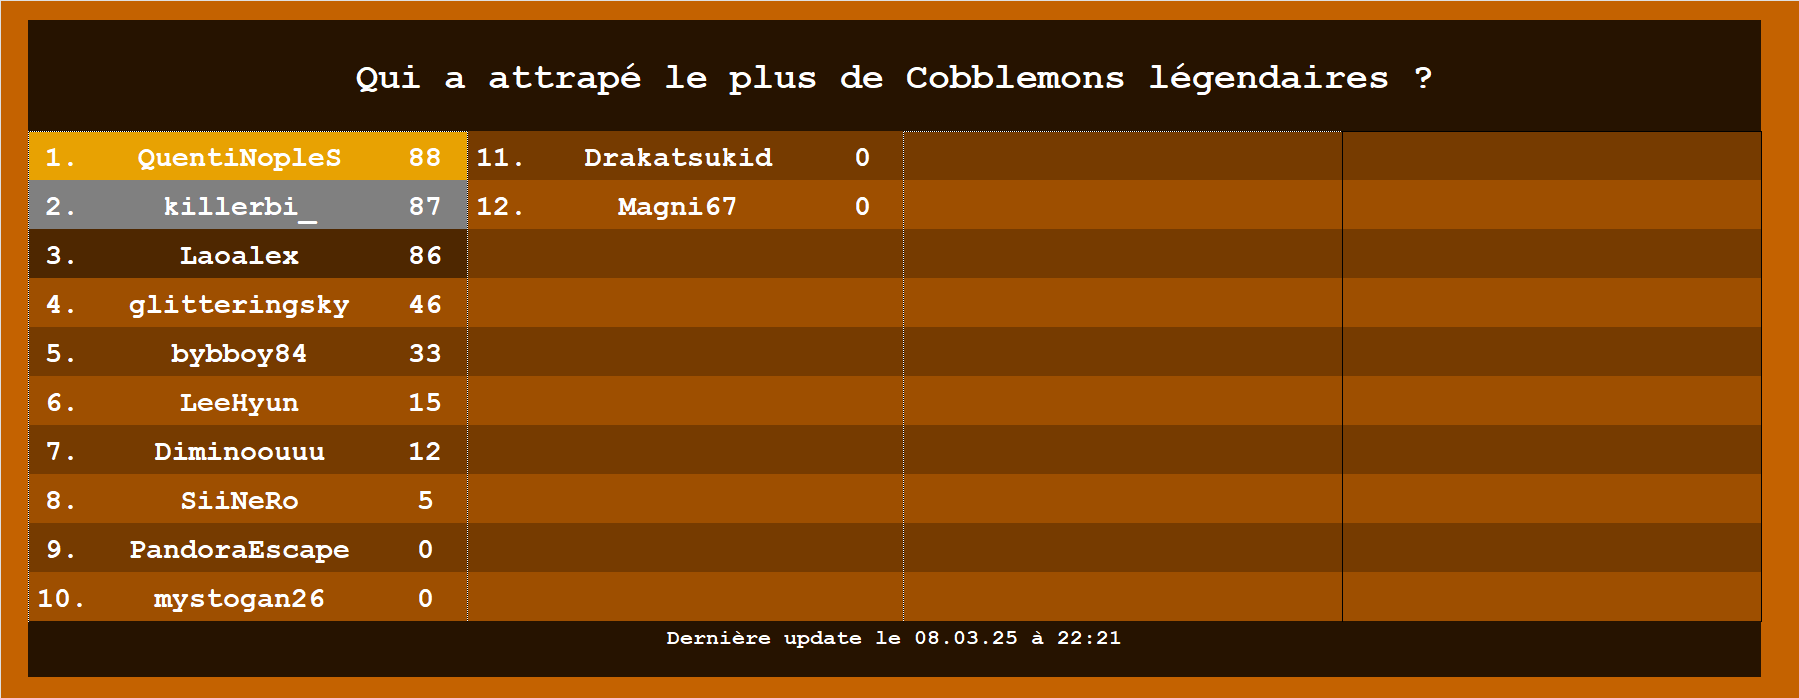 Qui a attrapé le plus de Cobblemons légendaires ?
1. QuentiNopleS 88
2. killerbi_ 87
3. Laoalex 86
4. glitteringsky 46
5. bybboy84 33
6. LeeHyun 15
7. Diminoouuu 12
8. SiiNeRo 5
9. PandoraEscape 0
10. mystogan26 0
11. Drakatsukid 0
12. Magni67 0
Dernière update le 08.03.25 à 22:21